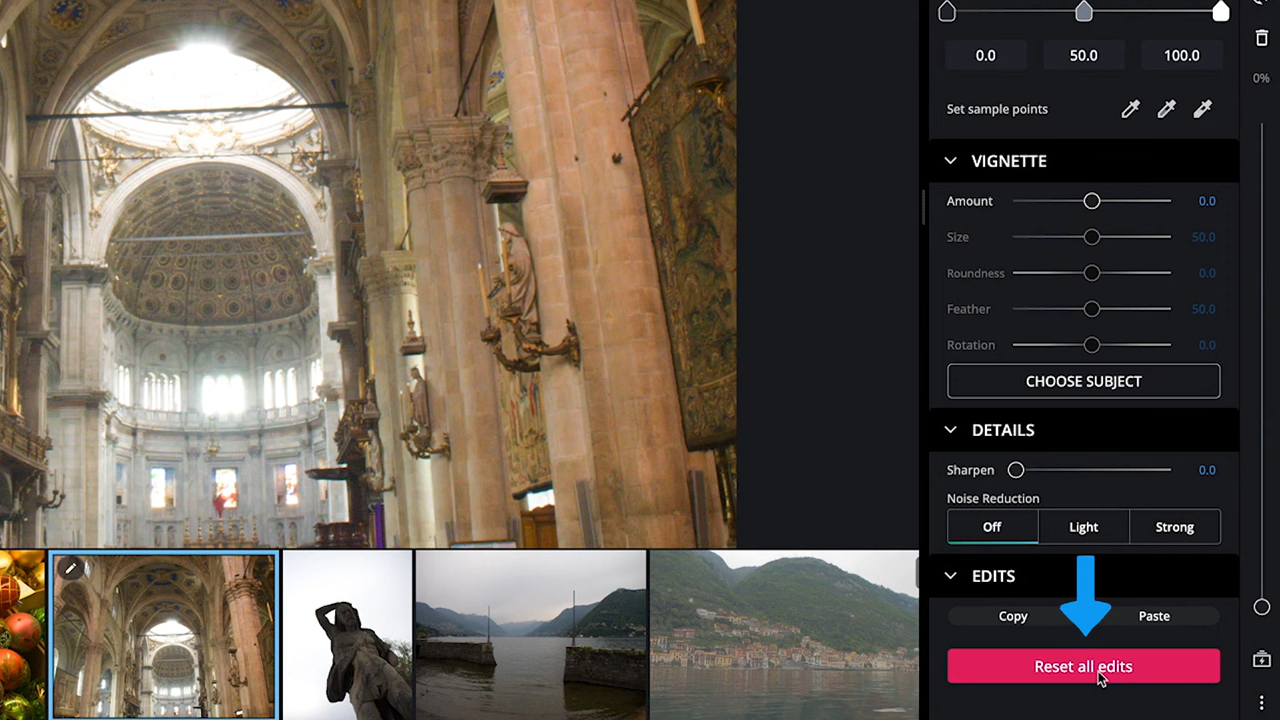 0.0 50.0 100.0
0%
Set sample points
VIGNETTE
Amount 0.0
Size 50.0
Roundness 0.0
Feather 50.0
Rotation 0.0
CHOOSE SUBJECT
DETAILS
Sharpen 0.0
Noise Reduction
Off Light Strong
EDITS
Copy Paste
Reset all edits